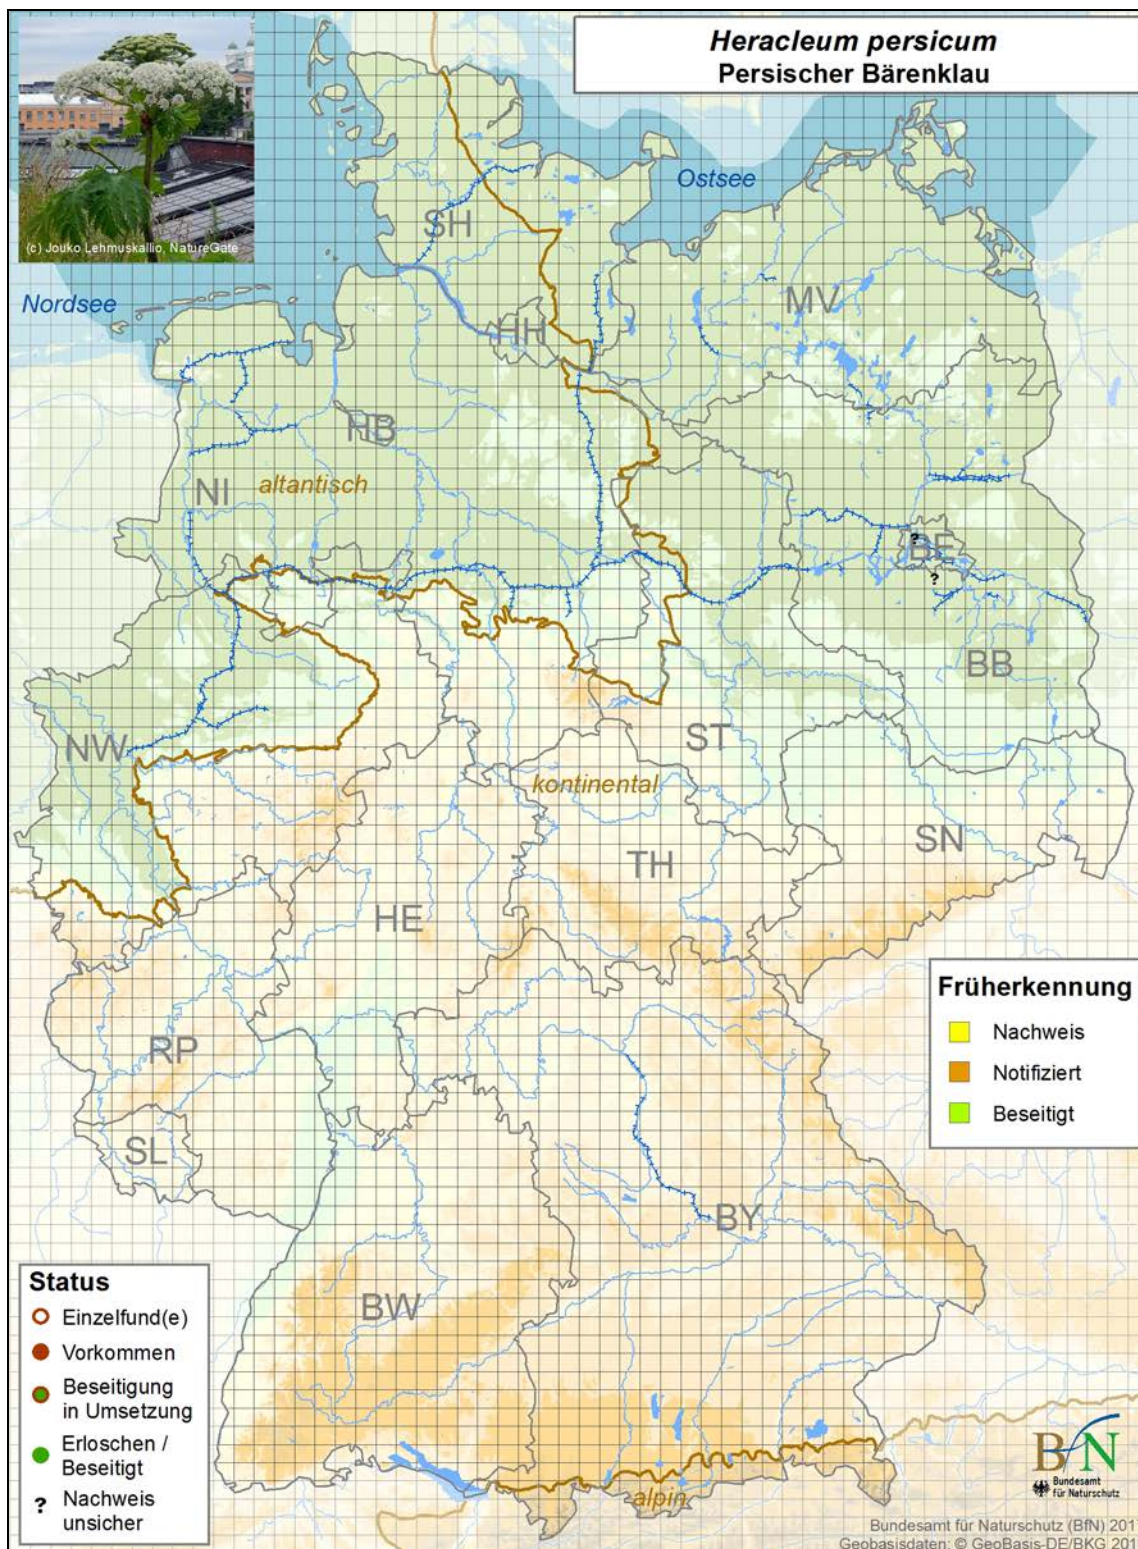 Heracleum persicum
Persischer Bärenklau
(c) Jouko Lehmuskallio, NatureGate
Ostsee
Nordsee
SH
MV
HH
HB
NI
altantisch
BE
?
?
BB
NW
ST
kontinental
SN
TH
HE
RP
SL
BY
BW
alpin
Früherkennung
Nachweis
Notifiziert
Beseitigt
Status
Einzelfund(e)
Vorkommen
Beseitigung
in Umsetzung
Erloschen /
Beseitigt
? Nachweis
unsicher
BfN
Bundesamt
für Naturschutz
Bundesamt für Naturschutz (BfN) 201
Geobasisdaten: © GeoBasis-DE/BKG 201